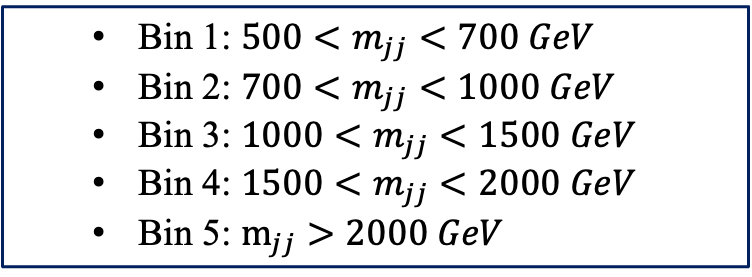 • Bin 1: 500 < m_jj < 700 GeV
• Bin 2: 700 < m_jj < 1000 GeV
• Bin 3: 1000 < m_jj < 1500 GeV
• Bin 4: 1500 < m_jj < 2000 GeV
• Bin 5: m_jj > 2000 GeV